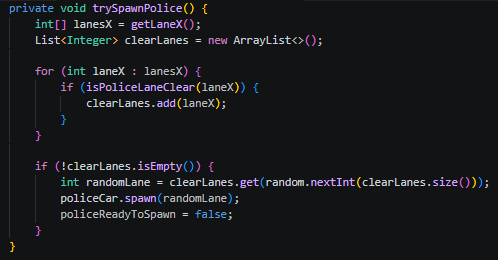 private void trySpawnPolice() {
    int[] lanesX = getLaneX();
    List<Integer> clearLanes = new ArrayList<>();

    for (int laneX : lanesX) {
        if (isPoliceLaneClear(laneX)) {
            clearLanes.add(laneX);
        }
    }

    if (!clearLanes.isEmpty()) {
        int randomLane = clearLanes.get(random.nextInt(clearLanes.size()));
        policeCar.spawn(randomLane);
        policeReadyToSpawn = false;
    }
}